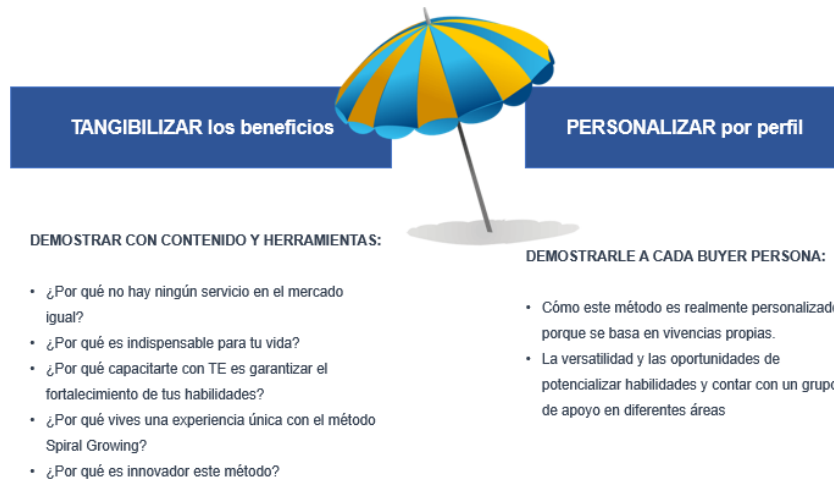 TANGIBILIZAR los beneficios
PERSONALIZAR por perfil
DEMOSTRAR CON CONTENIDO Y HERRAMIENTAS:
• ¿Por qué no hay ningún servicio en el mercado
igual?
• ¿Por qué es indispensable para tu vida?
• ¿Por qué capacitarte con TE es garantizar el
fortalecimiento de tus habilidades?
• ¿Por qué vives una experiencia única con el método
Spiral Growing?
• ¿Por qué es innovador este método?
DEMOSTRARLE A CADA BUYER PERSONA:
• Cómo este método es realmente personalizado
porque se basa en vivencias propias.
• La versatilidad y las oportunidades de
potencializar habilidades y contar con un grupo
de apoyo en diferentes áreas